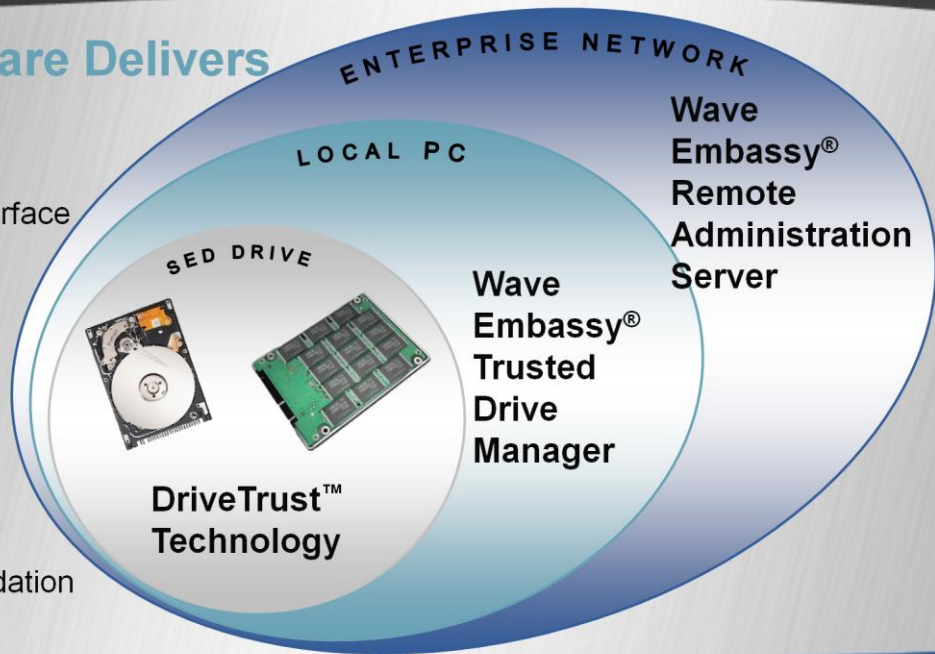 are Delivers
ENTERPRISE NETWORK
Wave
Embassy®
Remote
Administration
Server
LOCAL PC
rface
SED DRIVE
Wave
Embassy®
Trusted
Drive
Manager
DriveTrust™
Technology
dation